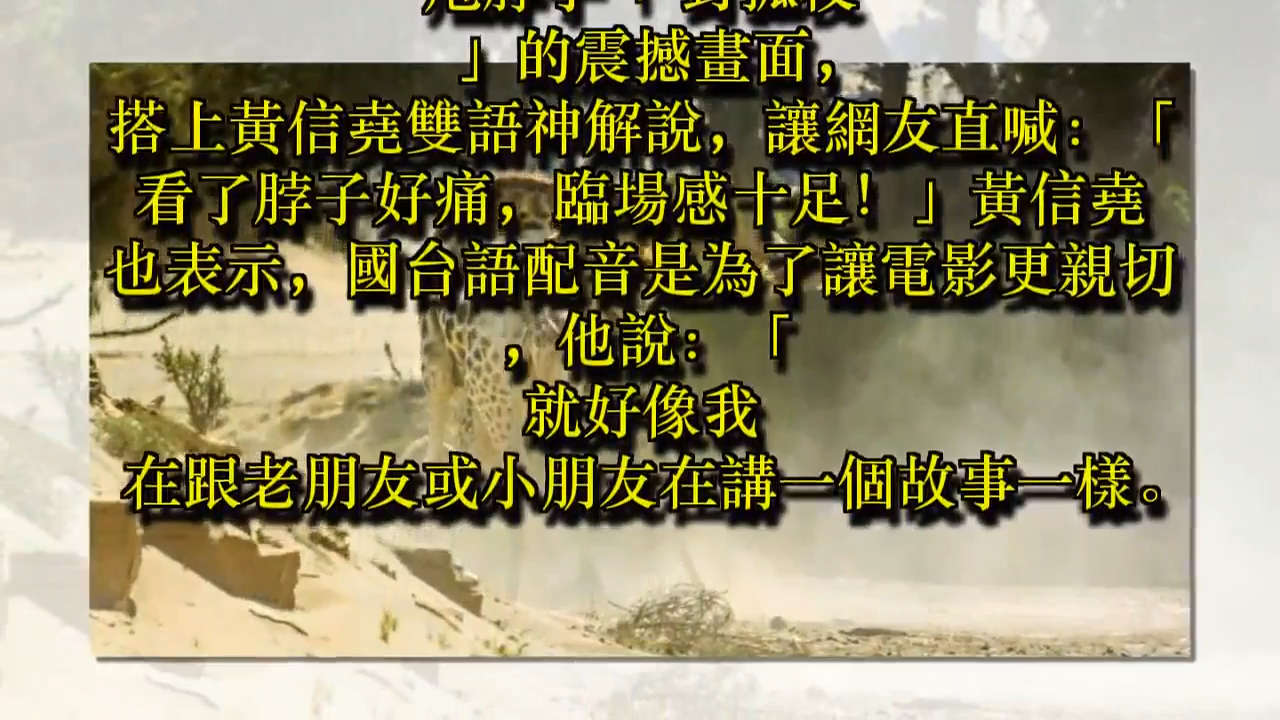 」的震撼畫面，
搭上黃信堯雙語神解說，讓網友直喊：「
看了脖子好痛，臨場感十足！」黃信堯
也表示，國台語配音是為了讓電影更親切
，他說：「
就好像我
在跟老朋友或小朋友在講一個故事一樣。